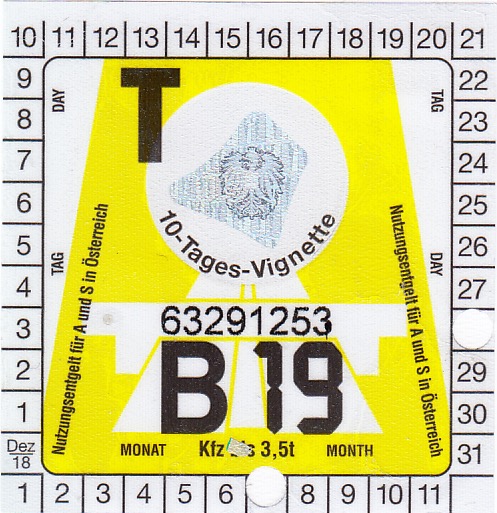 10 11 12 13 14 15 16 17 18 19 20 21
9
8
7
6
5
4
3
2
1
Dez
18
DAY
TAG
T
TAG
DAY
10-Tages-Vignette
Nutzungsentgelt für A und S in Österreich
Nutzungsentgelt für A und S in Österreich
63291253
B 19
MONAT Kfz bis 3,5t MONTH
22
23
24
25
26
27
29
30
31
1 2 3 4 5 6 8 9 10 11